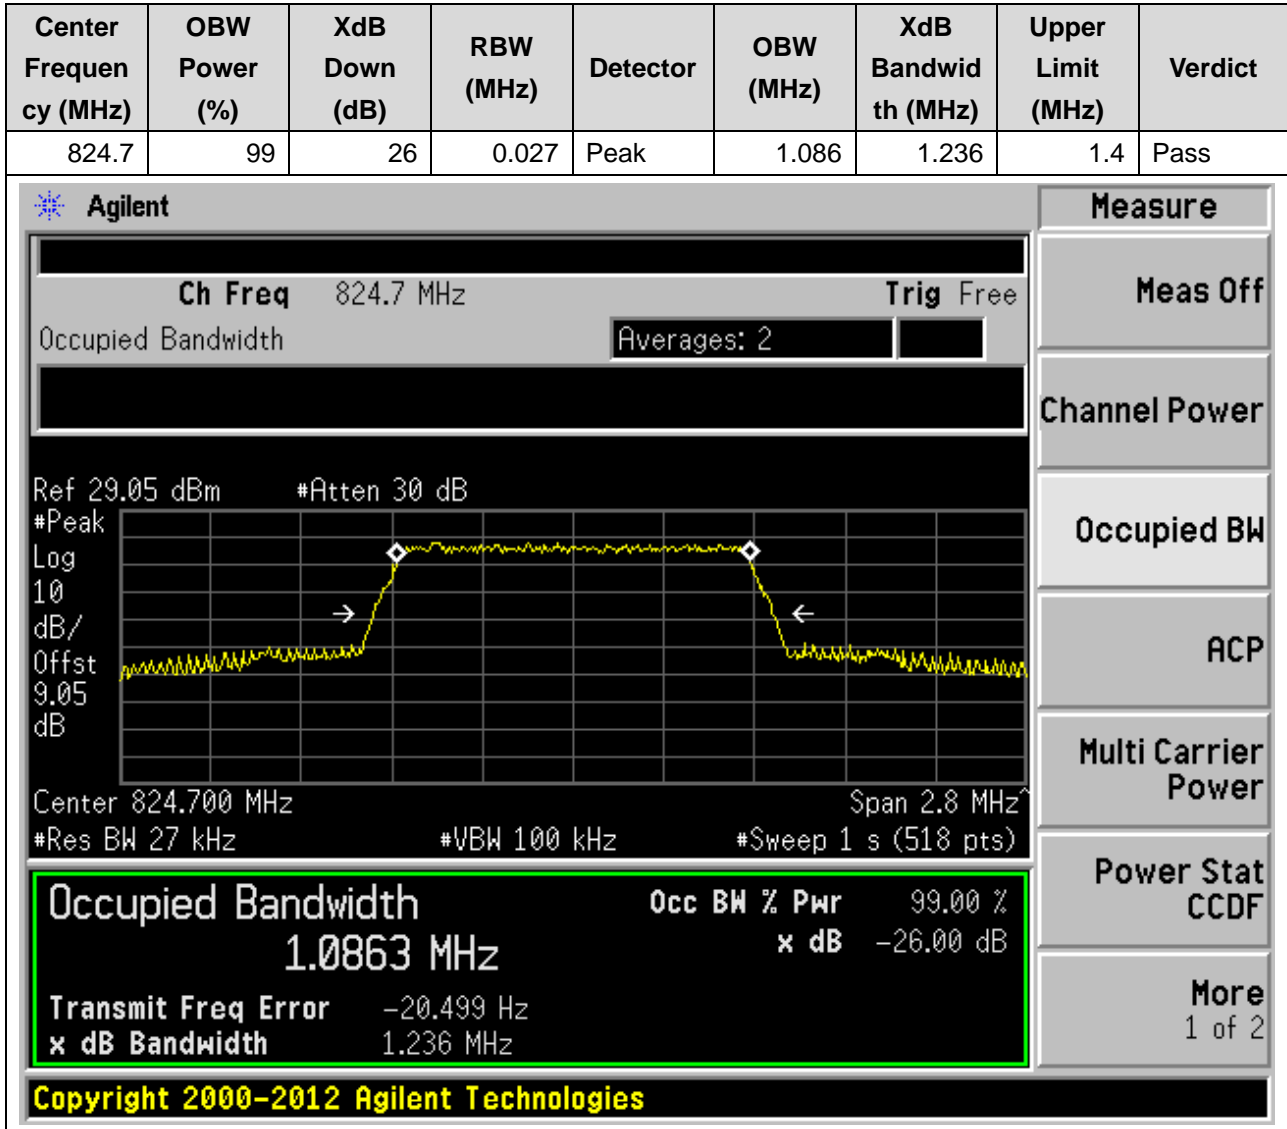 Center Frequen cy (MHz) OBW Power (%) XdB Down (dB) RBW (MHz) Detector OBW (MHz) XdB Bandwid th (MHz) Upper Limit (MHz) Verdict
824.7 99 26 0.027 Peak 1.086 1.236 1.4 Pass
Agilent
Measure
Ch Freq 824.7 MHz Trig Free
Occupied Bandwidth Averages: 2
Ref 29.05 dBm #Atten 30 dB
#Peak
Log
10
dB/
Offst
9.05
dB
Center 824.700 MHz Span 2.8 MHz^
#Res BW 27 kHz #VBW 100 kHz #Sweep 1 s (518 pts)
Occupied Bandwidth Occ BW % Pwr 99.00 %
1.0863 MHz x dB -26.00 dB
Transmit Freq Error -20.499 Hz
x dB Bandwidth 1.236 MHz
Copyright 2000-2012 Agilent Technologies
Meas Off
Channel Power
Occupied BW
ACP
Multi Carrier
Power
Power Stat
CCDF
More
1 of 2